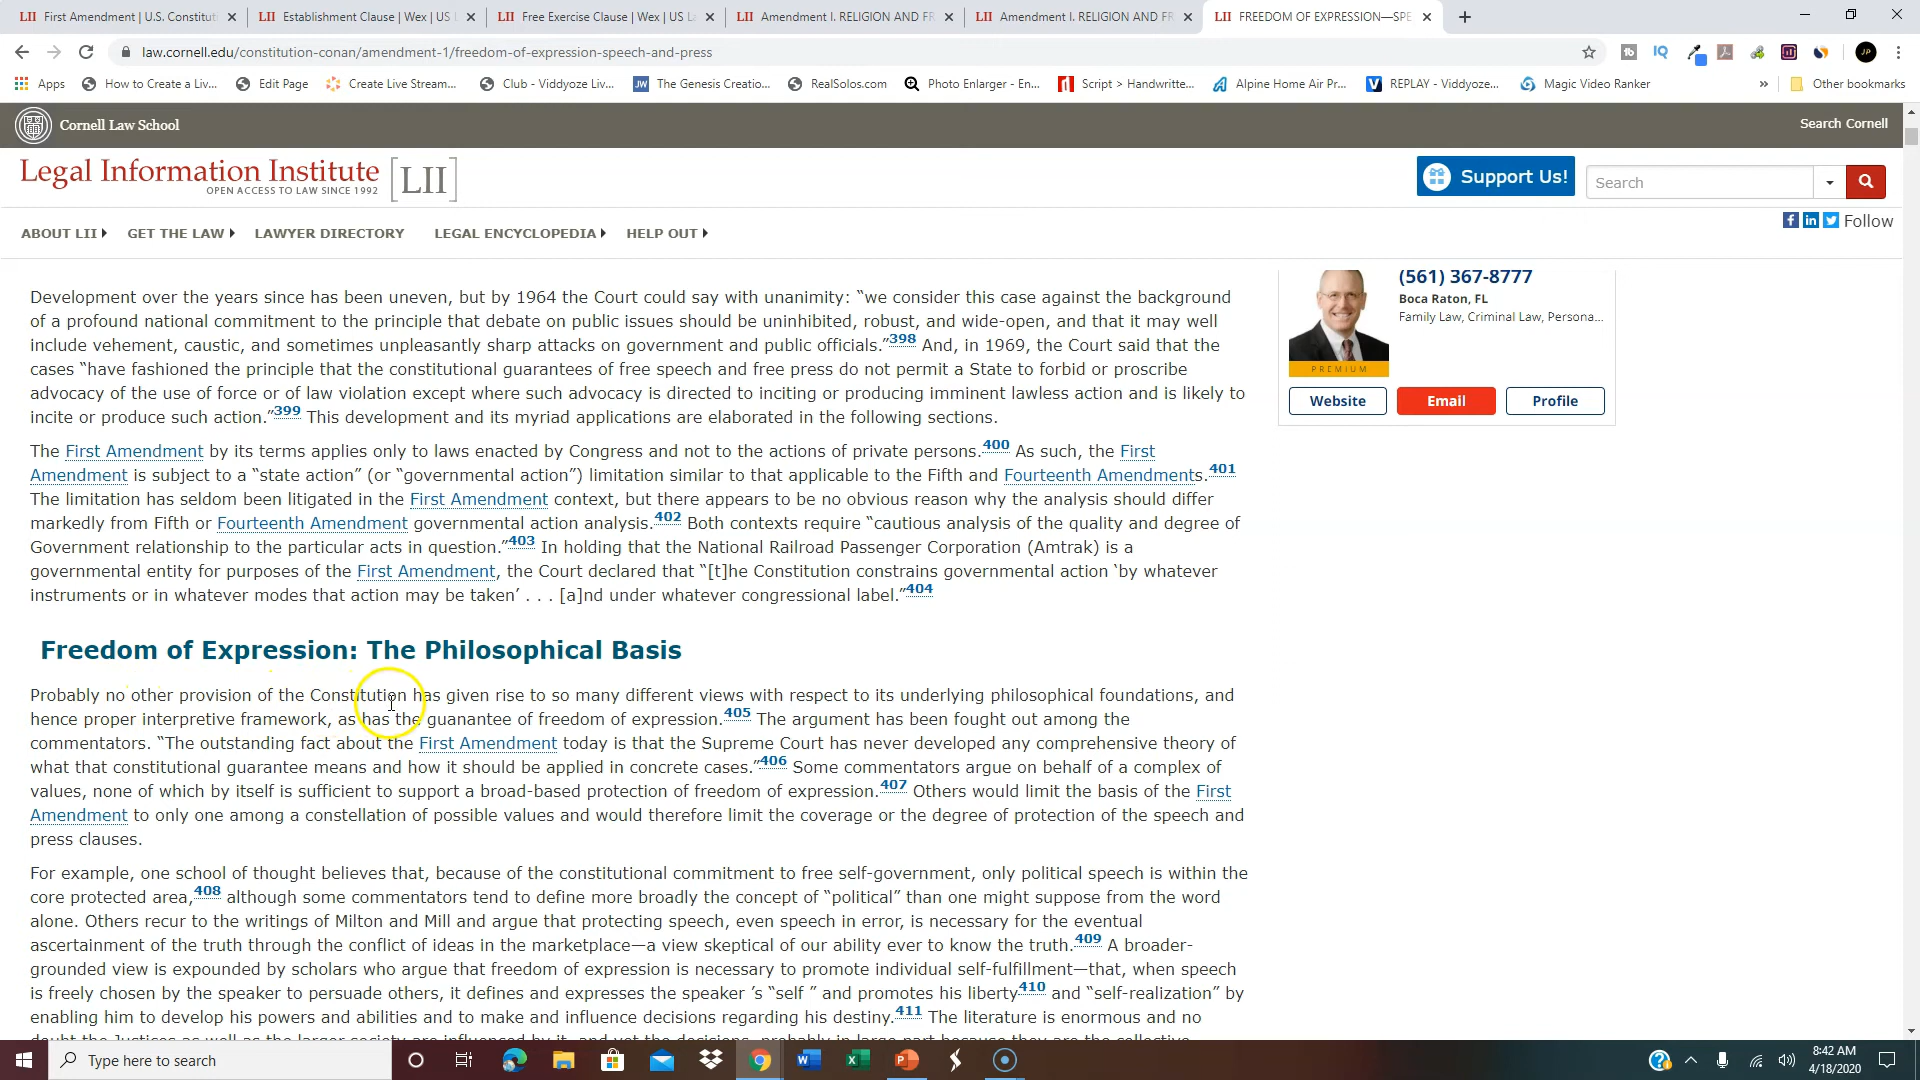 LII First Amendment | U.S. Constitut
LII Establishment Clause | Wex | US L
LII Free Exercise Clause | Wex | US La
LII Amendment I. RELIGION AND FR
LII Amendment I. RELIGION AND FR
LII FREEDOM OF EXPRESSION—SPE
law.cornell.edu/constitution-conan/amendment-1/freedom-of-expression-speech-and-press
Apps How to Create a Liv... Edit Page Create Live Stream... Club - Viddyoze Liv... The Genesis Creatio... RealSolos.com Photo Enlarger - En... Script > Handwritte... Alpine Home Air Pr... REPLAY - Viddyoze... Magic Video Ranker » Other bookmarks
Cornell Law School
Search Cornell
Legal Information Institute [LII]
OPEN ACCESS TO LAW SINCE 1992
Support Us!
Search
Follow
ABOUT LII GET THE LAW LAWYER DIRECTORY LEGAL ENCYCLOPEDIA HELP OUT
Development over the years since has been uneven, but by 1964 the Court could say with unanimity: “we consider this case against the background
of a profound national commitment to the principle that debate on public issues should be uninhibited, robust, and wide-open, and that it may well
include vehement, caustic, and sometimes unpleasantly sharp attacks on government and public officials.”398 And, in 1969, the Court said that the
cases “have fashioned the principle that the constitutional guarantees of free speech and free press do not permit a State to forbid or proscribe
advocacy of the use of force or of law violation except where such advocacy is directed to inciting or producing imminent lawless action and is likely to
incite or produce such action.”399 This development and its myriad applications are elaborated in the following sections.
The First Amendment by its terms applies only to laws enacted by Congress and not to the actions of private persons.400 As such, the First
Amendment is subject to a “state action” (or “governmental action”) limitation similar to that applicable to the Fifth and Fourteenth Amendments.401
The limitation has seldom been litigated in the First Amendment context, but there appears to be no obvious reason why the analysis should differ
markedly from Fifth or Fourteenth Amendment governmental action analysis.402 Both contexts require “cautious analysis of the quality and degree of
Government relationship to the particular acts in question.”403 In holding that the National Railroad Passenger Corporation (Amtrak) is a
governmental entity for purposes of the First Amendment, the Court declared that “[t]he Constitution constrains governmental action ‘by whatever
instruments or in whatever modes that action may be taken’ . . . [a]nd under whatever congressional label.”404
Freedom of Expression: The Philosophical Basis
Probably no other provision of the Constitution has given rise to so many different views with respect to its underlying philosophical foundations, and
hence proper interpretive framework, as has the guanantee of freedom of expression.405 The argument has been fought out among the
commentators. “The outstanding fact about the First Amendment today is that the Supreme Court has never developed any comprehensive theory of
what that constitutional guarantee means and how it should be applied in concrete cases.”406 Some commentators argue on behalf of a complex of
values, none of which by itself is sufficient to support a broad-based protection of freedom of expression.407 Others would limit the basis of the First
Amendment to only one among a constellation of possible values and would therefore limit the coverage or the degree of protection of the speech and
press clauses.
For example, one school of thought believes that, because of the constitutional commitment to free self-government, only political speech is within the
core protected area,408 although some commentators tend to define more broadly the concept of “political” than one might suppose from the word
alone. Others recur to the writings of Milton and Mill and argue that protecting speech, even speech in error, is necessary for the eventual
ascertainment of the truth through the conflict of ideas in the marketplace—a view skeptical of our ability ever to know the truth.409 A broader-
grounded view is expounded by scholars who argue that freedom of expression is necessary to promote individual self-fulfillment—that, when speech
is freely chosen by the speaker to persuade others, it defines and expresses the speaker ’s “self ” and promotes his liberty410 and “self-realization” by
enabling him to develop his powers and abilities and to make and influence decisions regarding his destiny.411 The literature is enormous and no
(561) 367-8777
Boca Raton, FL
Family Law, Criminal Law, Persona...
PREMIUM
Website Email Profile
Type here to search
8:42 AM
4/18/2020